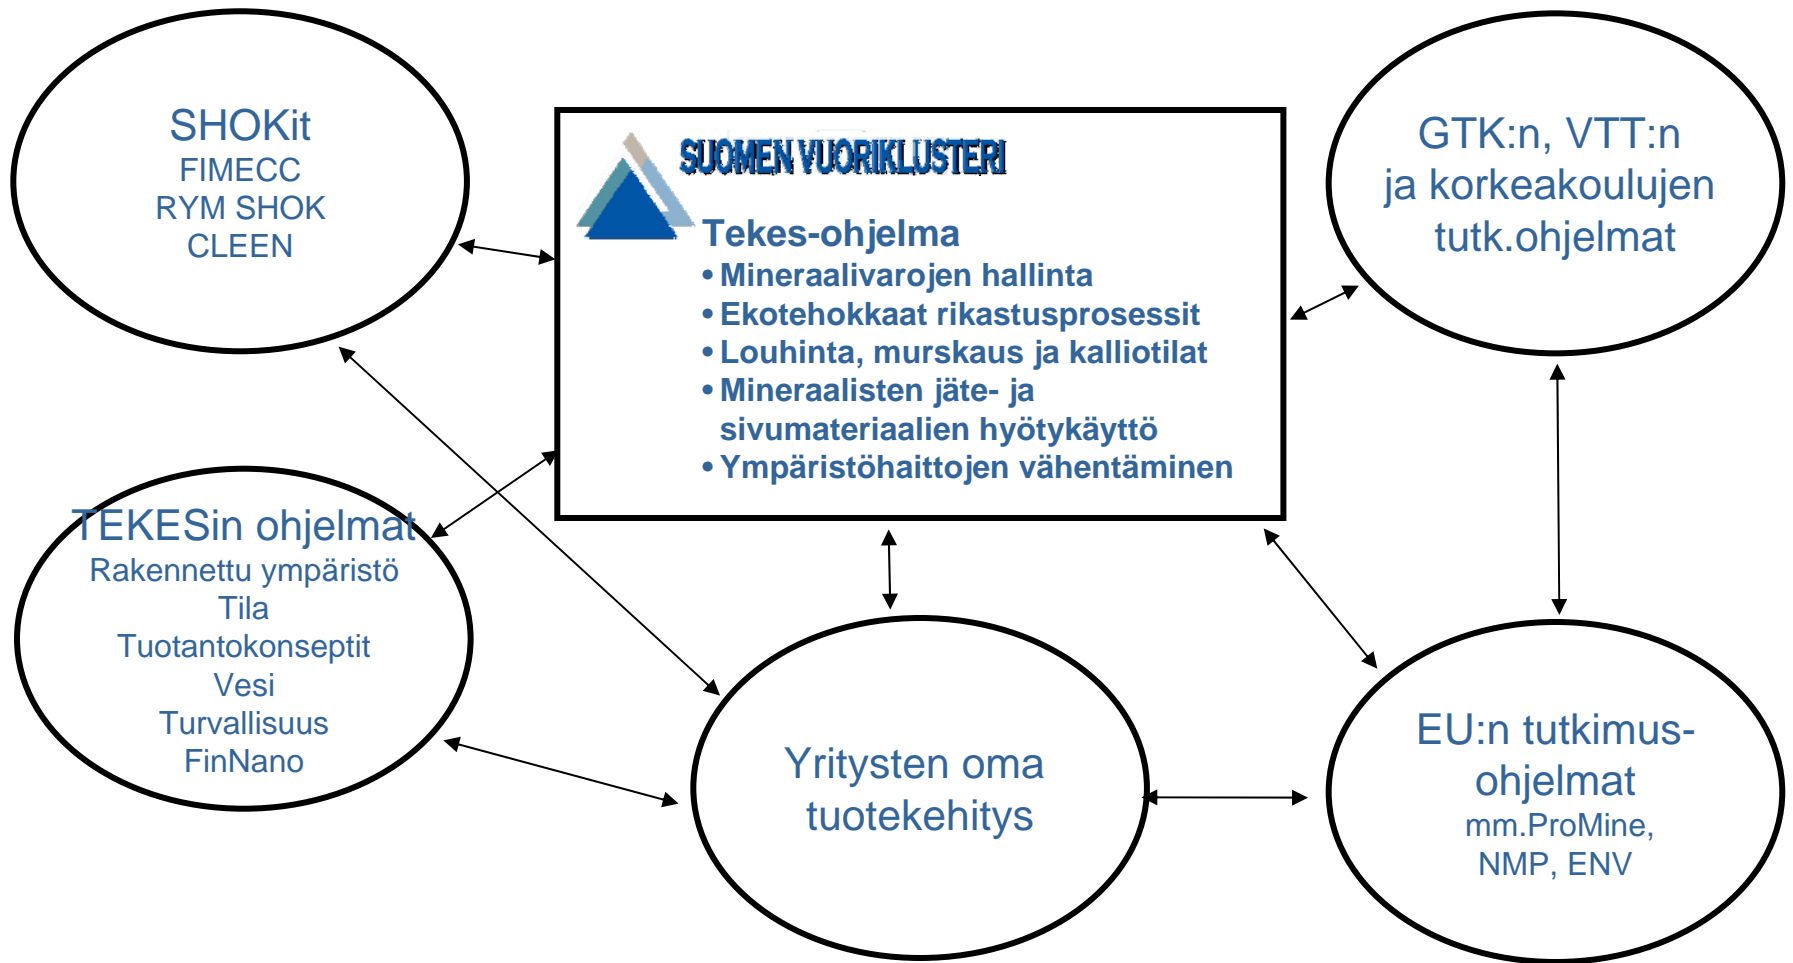 SHOKit
FIMECC
RYM SHOK
CLEEN
SUOMEN VUORIKLUSTERI
Tekes-ohjelma
• Mineraalivarojen hallinta
• Ekotehokkaat rikastusprosessit
• Louhinta, murskaus ja kalliotilat
• Mineraalisten jäte- ja
sivumateriaalien hyötykäyttö
• Ympäristöhaittojen vähentäminen
GTK:n, VTT:n
ja korkeakoulujen
tutk.ohjelmat
TEKESin ohjelmat
Rakennettu ympäristö
Tila
Tuotantokonseptit
Vesi
Turvallisuus
FinNano
Yritysten oma
tuotekehitys
EU:n tutkimus-
ohjelmat
mm.ProMine,
NMP, ENV